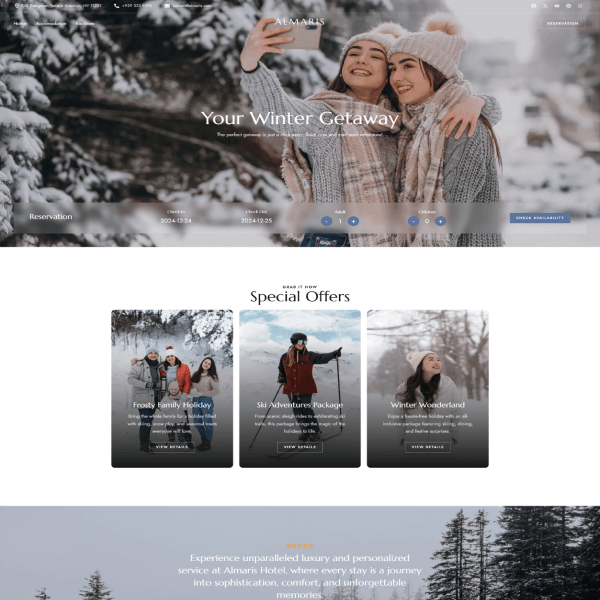 +929 333 9296
ALMARIS
Home Accomodation Facilities
RESERVATION
Your Winter Getaway
The perfect getaway is just a click away. Book now and start your adventure!
Reservation
Check In
2024-12-24
Check Out
2024-12-25
Adult
- 1 +
Children
- 0 +
CHECK AVAILABILITY
GRAB IT NOW
Special Offers
Frosty Family Holiday
Bring the whole family for a holiday filled
with skiing, snow play, and seasonal treats
everyone will love.
VIEW DETAILS
Ski Adventures Package
From scenic sleigh rides to exhilarating ski
trails, this package brings the magic of the
holidays to life.
VIEW DETAILS
Winter Wonderland
Enjoy a hassle-free holiday with an all-
inclusive package featuring skiing, dining,
and festive surprises.
VIEW DETAILS
Experience unparalleled luxury and personalized
service at Almaris Hotel, where every stay is a journey
into sophistication, comfort, and unforgettable
memories.